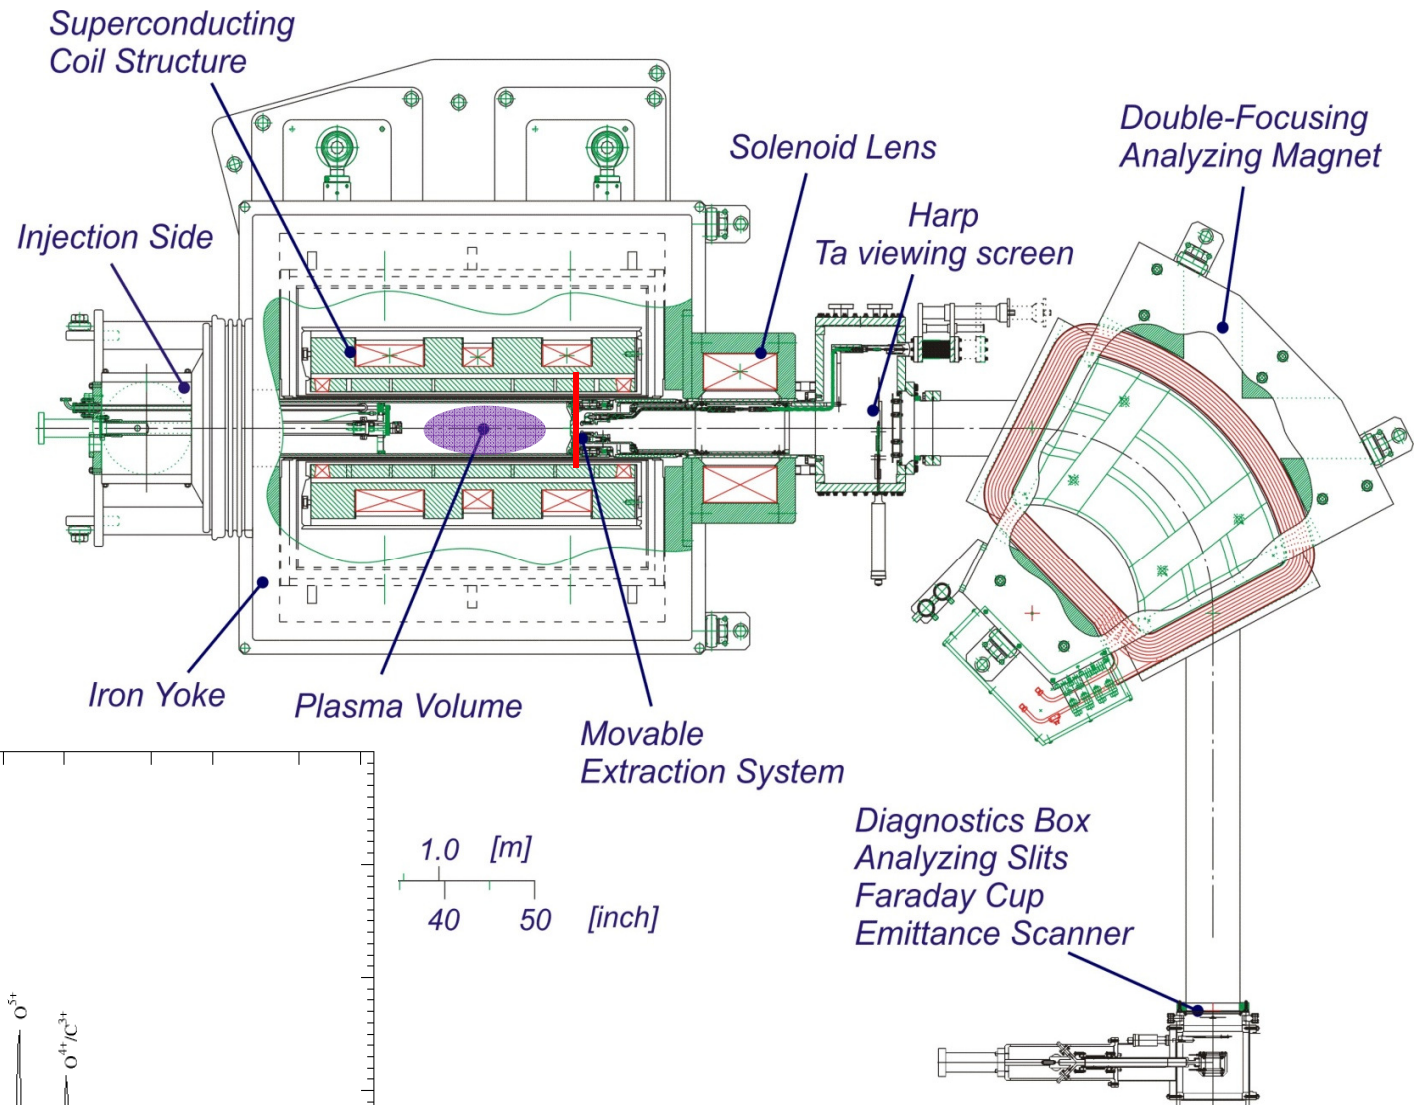 Superconducting
Coil Structure
Injection Side
Solenoid Lens
Double-Focusing
Analyzing Magnet
Harp
Ta viewing screen
Iron Yoke
Plasma Volume
Movable
Extraction System
1.0 [m]
40 50 [inch]
Diagnostics Box
Analyzing Slits
Faraday Cup
Emittance Scanner
O5+
O4+/C3+